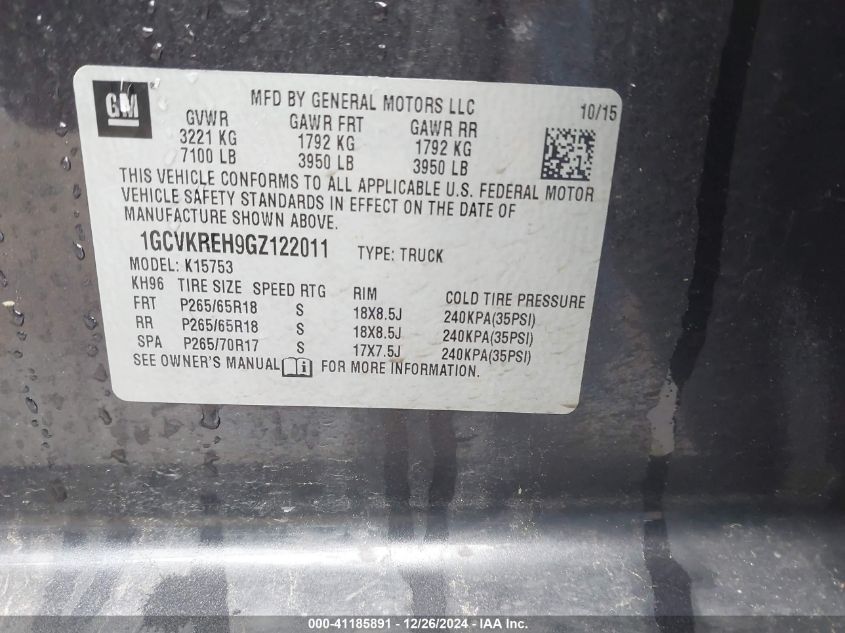 GM
MFD BY GENERAL MOTORS LLC
10/15
GVWR GAWR FRT GAWR RR
3221 KG 1792 KG 1792 KG
7100 LB 3950 LB 3950 LB
THIS VEHICLE CONFORMS TO ALL APPLICABLE U.S. FEDERAL MOTOR
VEHICLE SAFETY STANDARDS IN EFFECT ON THE DATE OF
MANUFACTURE SHOWN ABOVE.
1GCVKREH9GZ122011 TYPE: TRUCK
MODEL: K15753
KH96 TIRE SIZE SPEED RTG RIM COLD TIRE PRESSURE
FRT P265/65R18 S 18X8.5J 240KPA(35PSI)
RR P265/65R18 S 18X8.5J 240KPA(35PSI)
SPA P265/70R17 S 17X7.5J 240KPA(35PSI)
SEE OWNER'S MANUAL i FOR MORE INFORMATION.
000-41185891 - 12/26/2024 - IAA Inc.